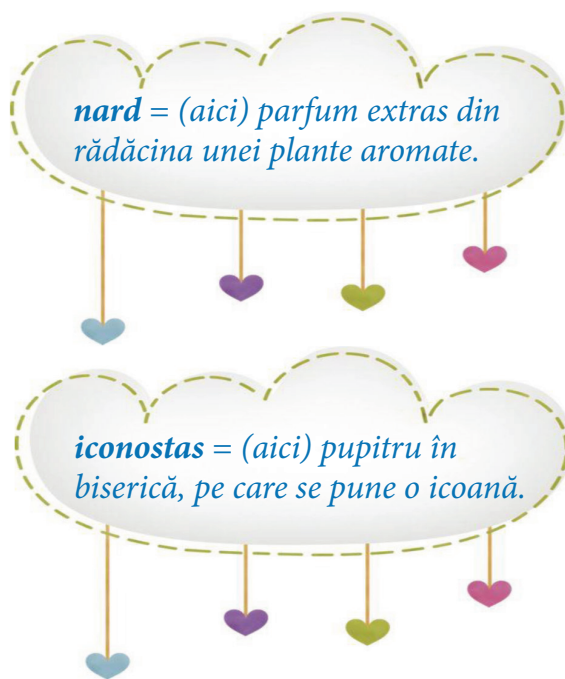 nard = (aici) parfum extras din
rădăcina unei plante aromate.
iconostas = (aici) pupitru în
biserică, pe care se pune o icoană.